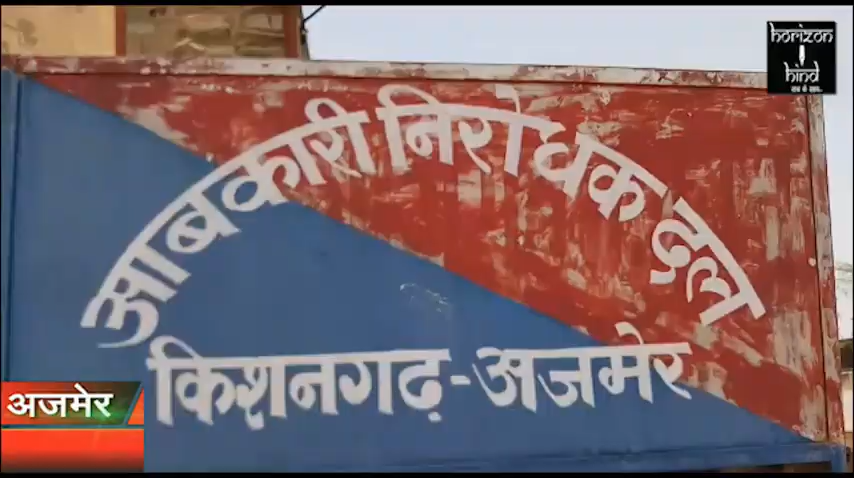 horizon
hind
आबकारी निरोधक दल
किशनगढ़-अजमेर
अजमेर